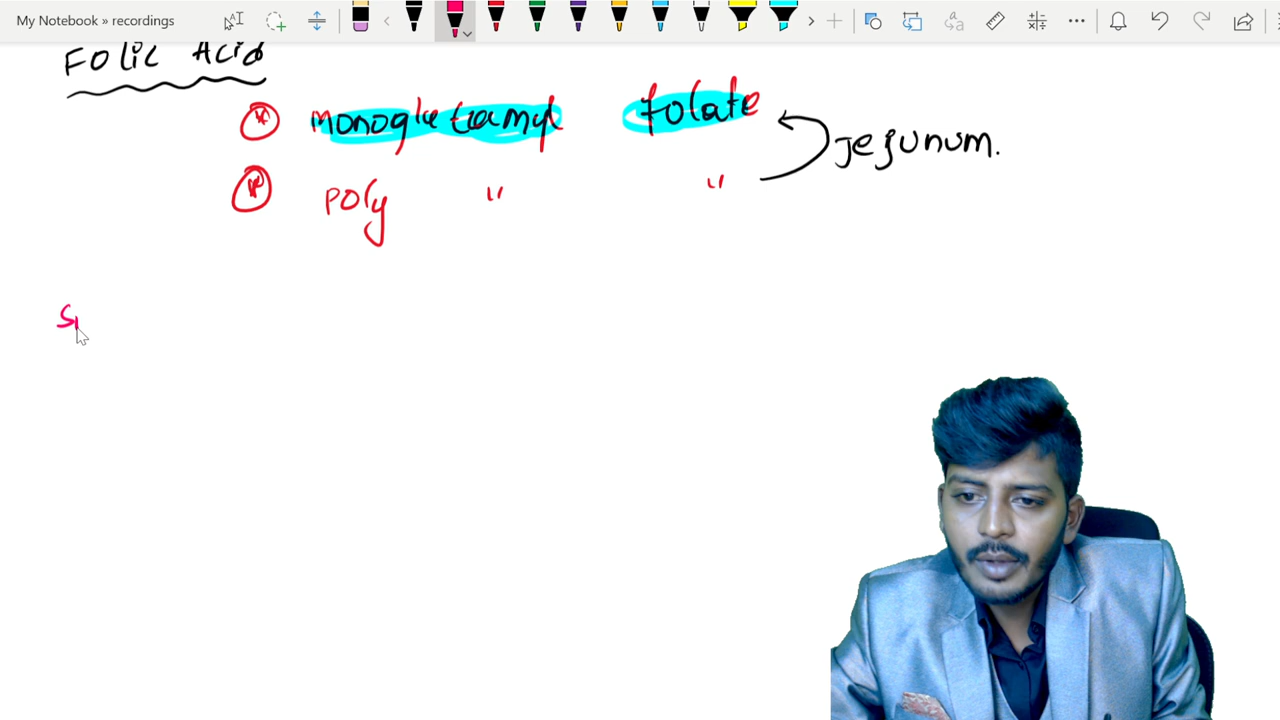 My Notebook » recordings
Folic Acid
monoglutamyl folate
Jejunum.
poly " "
S